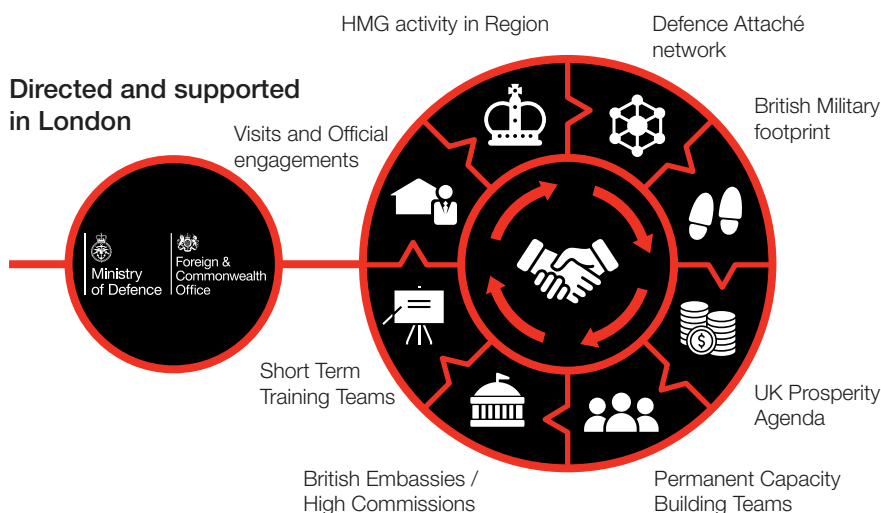 HMG activity in Region
Defence Attaché
network
Directed and supported
in London
British Military
footprint
Visits and Official
engagements
Ministry
of Defence
Foreign &
Commonwealth
Office
$
Short Term
Training Teams
UK Prosperity
Agenda
British Embassies /
High Commissions
Permanent Capacity
Building Teams